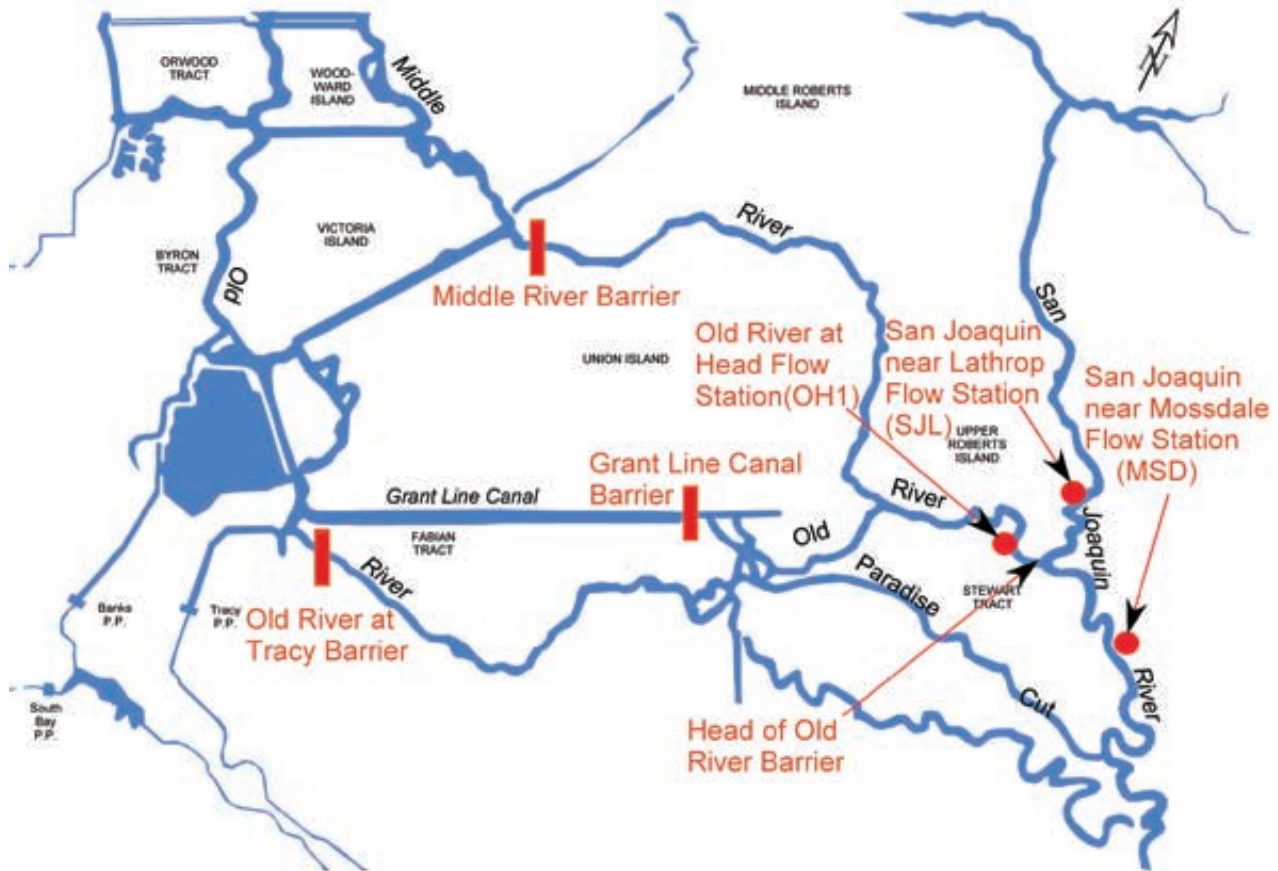 ORWOOD
TRACT
WOOD-
WARD
ISLAND
Middle
MIDDLE ROBERTS
ISLAND
N
VICTORIA
ISLAND
River
BYRON
TRACT
Old
San
Middle River Barrier
Old River at
Head Flow
Station(OH1)
San Joaquin
near Lathrop
Flow Station
(SJL)
San Joaquin
near Mossdale
Flow Station
(MSD)
UNION ISLAND
UPPER
ROBERTS
ISLAND
Grant Line Canal
Barrier
Grant Line Canal
River
Joaquin
Old
FABIAN
TRACT
River
Paradise
STEWART
TRACT
Banks
P.P.
Tracy
P.P.
Old River at
Tracy Barrier
River
Cut
South
Bay
P.P.
Head of Old
River Barrier